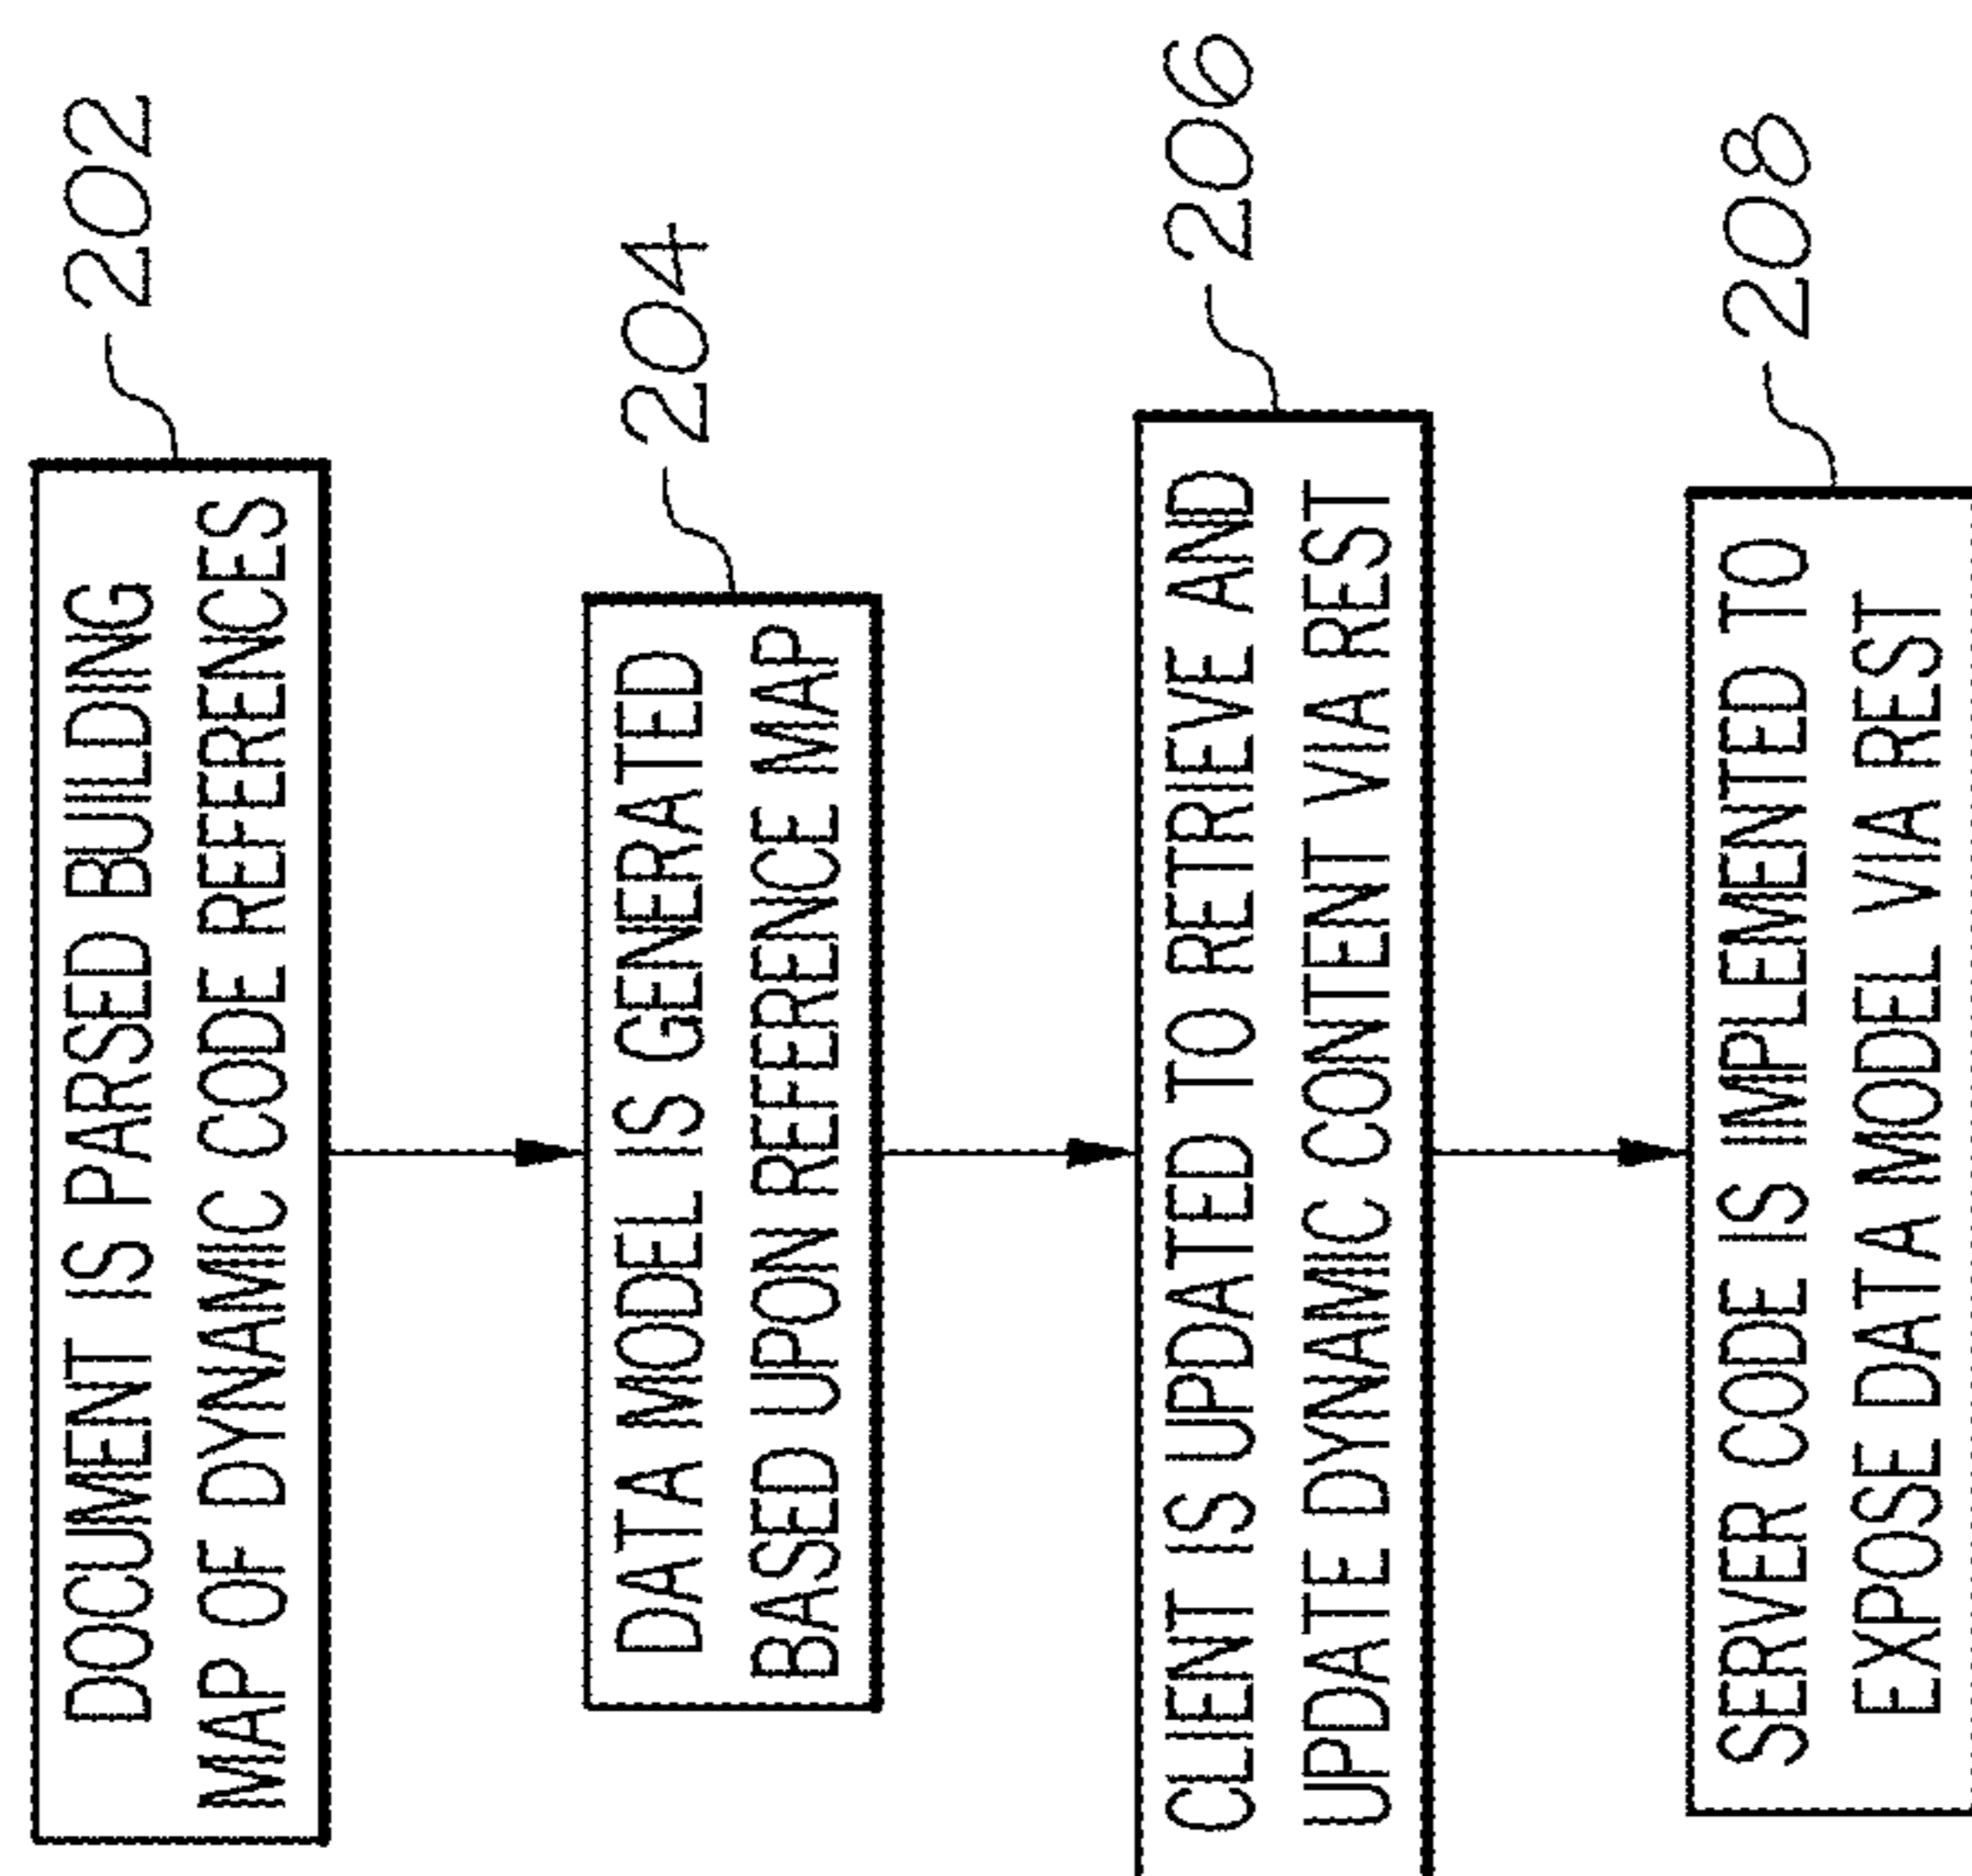 DOCUMENT IS PARSED BUILDING
MAP OF DYNAMIC CODE REFERENCES
202
DATA MODEL IS GENERATED
BASED UPON REFERENCE MAP
204
CLIENT IS UPDATED TO RETRIEVE AND
UPDATE DYNAMIC CONTENT VIA REST
206
SERVER CODE IS IMPLEMENTED TO
EXPOSE DATA MODEL VIA REST
208